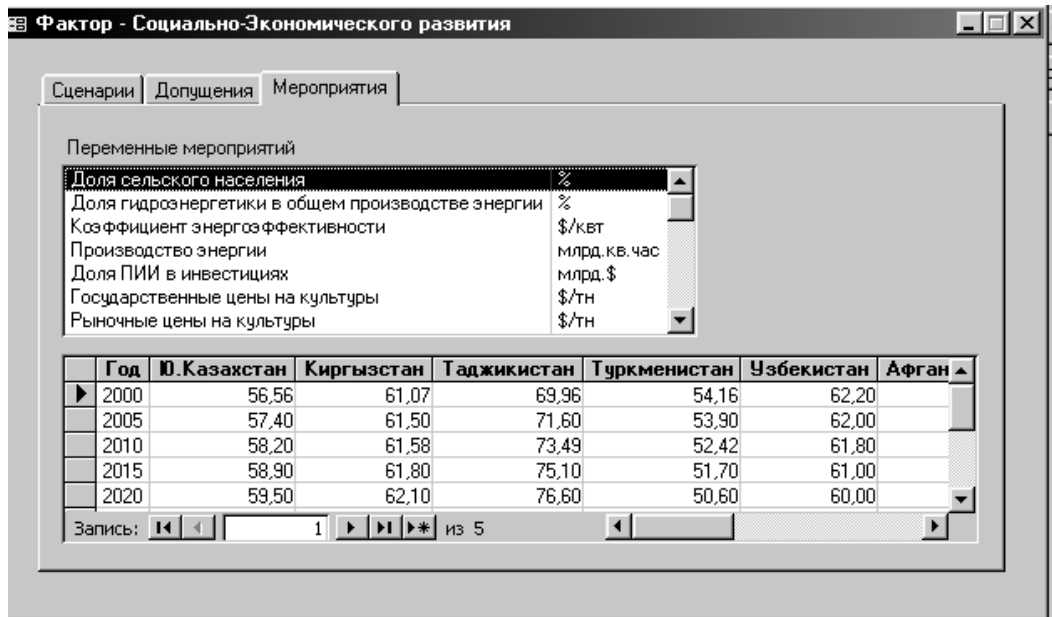 Фактор - Социально-Экономического развития
Сценарии Допущения Мероприятия
Переменные мероприятий
Доля сельского населения %
Доля гидроэнергетики в общем производстве энергии %
Коэффициент энергоэффективности $/квт
Производство энергии млрд.кв.час
Доля ПИИ в инвестициях млрд.$
Государственные цены на культуры $/тн
Рыночные цены на культуры $/тн
Год Ю.Казахстан Киргызстан Таджикистан Туркменистан Узбекистан Афган
2000 56,56 61,07 69,96 54,16 62,20
2005 57,40 61,50 71,60 53,90 62,00
2010 58,20 61,58 73,49 52,42 61,80
2015 58,90 61,80 75,10 51,70 61,00
2020 59,50 62,10 76,60 50,60 60,00
Запись: 1 из 5